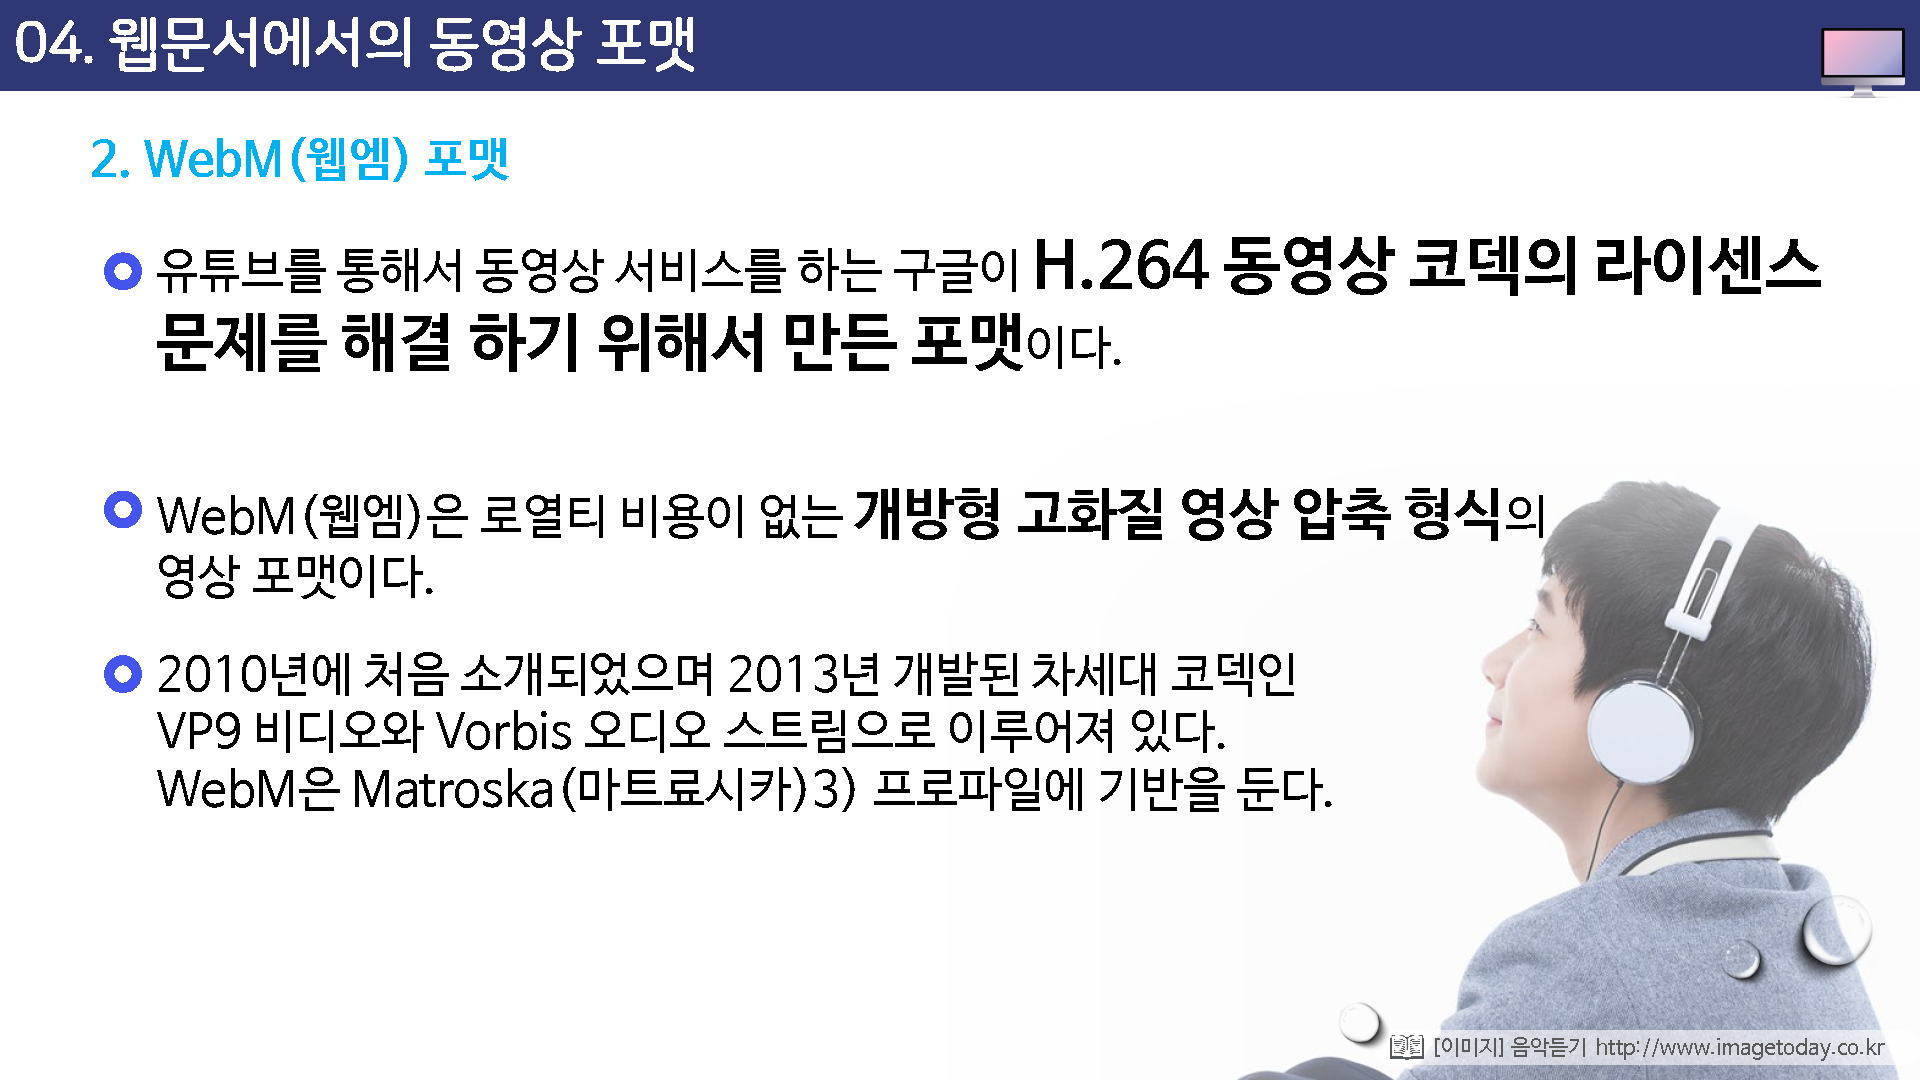 04. 웹문서에서의 동영상 포맷
2. WebM(웹엠) 포맷
유튜브를 통해서 동영상 서비스를 하는 구글이 H.264 동영상 코덱의 라이센스
문제를 해결 하기 위해서 만든 포맷이다.
WebM(웹엠)은 로열티 비용이 없는 개방형 고화질 영상 압축 형식의
영상 포맷이다.
2010년에 처음 소개되었으며 2013년 개발된 차세대 코덱인
VP9 비디오와 Vorbis 오디오 스트림으로 이루어져 있다.
WebM은 Matroska(마트료시카)3) 프로파일에 기반을 둔다.
[이미지] 음악듣기 http://www.imagetoday.co.kr